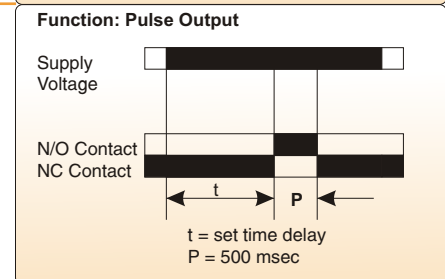 Function: Pulse Output
Supply
Voltage
N/O Contact
NC Contact
t
P
t = set time delay
P = 500 msec